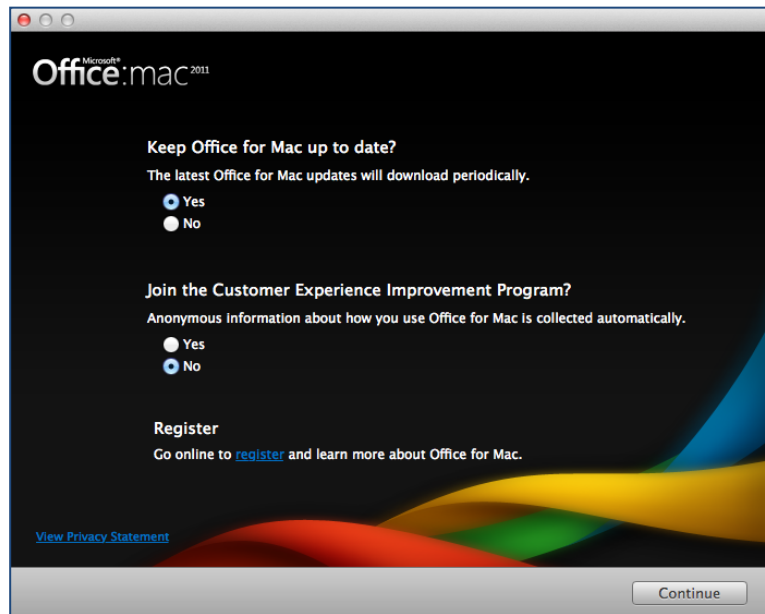 Microsoft®
Office:mac 2011
Keep Office for Mac up to date?
The latest Office for Mac updates will download periodically.
Yes
No
Join the Customer Experience Improvement Program?
Anonymous information about how you use Office for Mac is collected automatically.
Yes
No
Register
Go online to register and learn more about Office for Mac.
View Privacy Statement
Continue